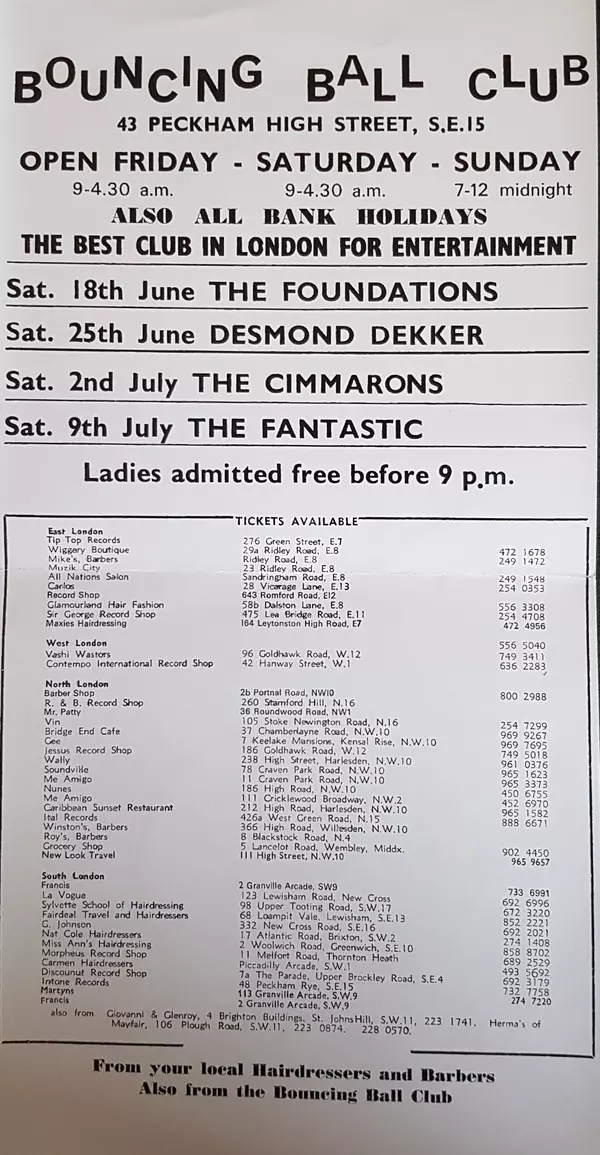 BOUNCING BALL CLUB
43 PECKHAM HIGH STREET, S.E.15
OPEN FRIDAY - SATURDAY - SUNDAY
9-4.30 a.m. 9-4.30 a.m. 7-12 midnight
ALSO ALL BANK HOLIDAYS
THE BEST CLUB IN LONDON FOR ENTERTAINMENT
Sat. 18th June THE FOUNDATIONS
Sat. 25th June DESMOND DEKKER
Sat. 2nd July THE CIMMARONS
Sat. 9th July THE FANTASTIC
Ladies admitted free before 9 p.m.
TICKETS AVAILABLE
East London
Tip Top Records 276 Green Street, E.7 472 1678
Wiggery Boutique 29a Ridley Road, E.8 249 1472
Mike's, Barbers Ridley Road, E.8
Muzik City 23 Ridley Road, E.8 249 1548
All Nations Salon Sandringham Road, E.8 254 0353
Carlos 28 Vicarage Lane, E.13
Record Shop 643 Romford Road, E12 556 3308
Glamourland Hair Fashion 58b Dalston Lane, E.8 254 4708
Sir George Record Shop 475 Lea Bridge Road, E.11 472 4956
Maxies Hairdressing 164 Leytonston High Road, E7 556 5040
West London
Vashi Wastors 96 Goldhawk Road, W.12 749 3411
Contempo International Record Shop 42 Hanway Street, W.1 636 2283
North London
Barber Shop 2b Portnal Road, NW10 800 2988
R. & B. Record Shop 260 Stamford Hill, N.16
Mr. Patty 36 Roundwood Road, NW1
Vin 105 Stoke Newington Road, N.16 254 7299
Bridge End Cafe 37 Chamberlayne Road, N.W.10 969 9267
Gee 7 Keelake Mansions, Kensal Rise, N.W.10 969 7695
Jessus Record Shop 186 Goldhawk Road, W.12 749 5018
Wally 238 High Street, Harlesden, N.W.10 961 0376
Soundville 78 Craven Park Road, N.W.10 965 1623
Me Amigo 11 Craven Park Road, N.W.10 965 3373
Nunes 186 High Road, N.W.10 450 6755
Me Amigo 111 Cricklewood Broadway, N.W.2 452 6970
Caribbean Sunset Restaurant 212 High Road, Harlesden, N.W.10 965 1582
Ital Records 426a West Green Road, N.15 888 6671
Winston's, Barbers 366 High Road, Willesden, N.W.10
Roy's, Barbers 8 Blackstock Road, N.4
Grocery Shop 5 Lancelot Road, Wembley, Middx. 902 4450
New Look Travel 111 High Street, N.W.10 965 9657
South London
Francis 2 Granville Arcade, SW9 733 6991
La Vogue 123 Lewisham Road, New Cross 692 6996
Sylvette School of Hairdressing 98 Upper Tooting Road, S.W.17 672 3220
Fairdeal Travel and Hairdressers 68 Loampit Vale, Lewisham, S.E.13 852 2221
G. Johnson 332 New Cross Road, S.E.16 692 2021
Nat Cole Hairdressers 17 Atlantic Road, Brixton, S.W.2 274 1408
Miss Ann's Hairdressing 2 Woolwich Road, Greenwich, S.E.10 858 8702
Morpheus Record Shop 11 Melfort Road, Thornton Heath 689 2529
Carmen Hairdressers Piccadilly Arcade, S.W.1 493 5692
Discounut Record Shop 7a The Parade, Upper Brockley Road, S.E.4 692 3179
Intone Records 48 Peckham Rye, S.E.15 732 7758
Martyns 113 Granville Arcade, S.W.9 274 7220
Francis 2 Granville Arcade, S.W.9
also from Giovanni & Glenroy, 4 Brighton Buildings, St. JohnsHill, S.W.11, 223 1741. Herma's of
Mayfair, 106 Plough Road, S.W.11, 223 0874. 228 0570.
From your local Hairdressers and Barbers
Also from the Bouncing Ball Club